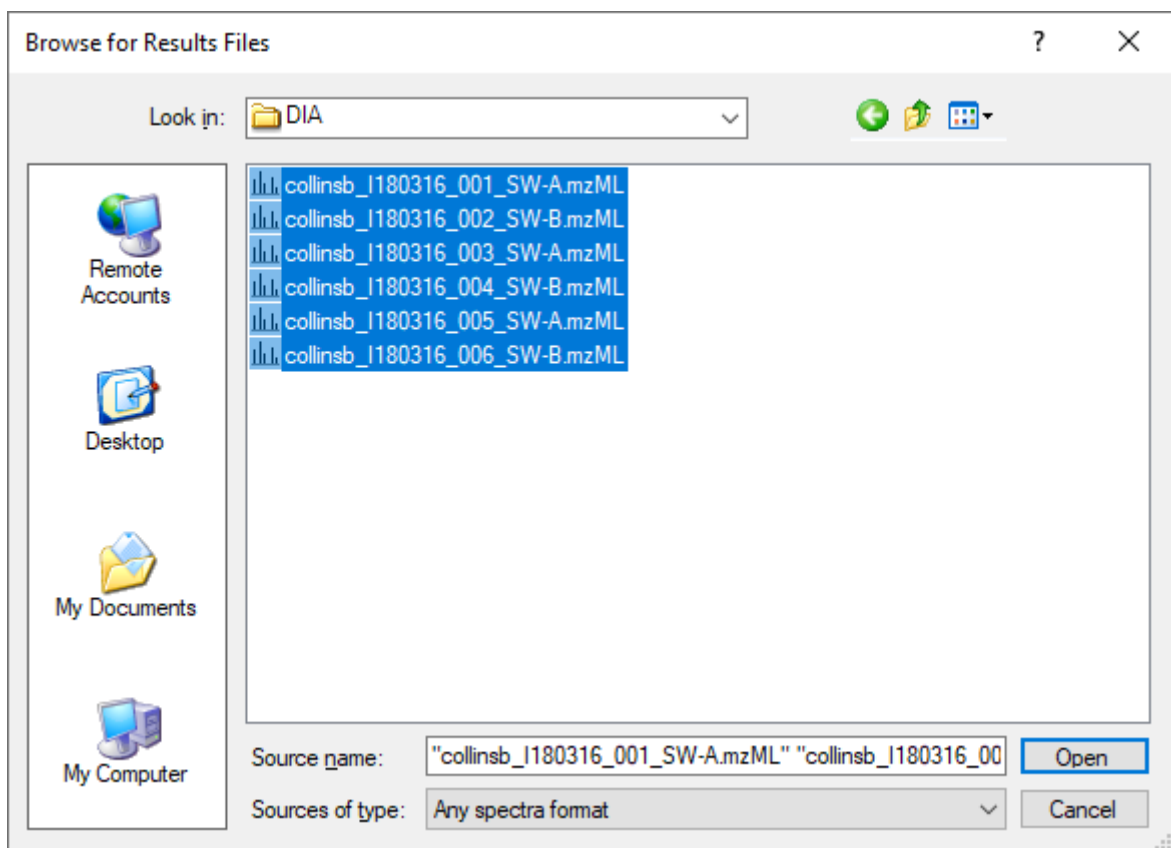 Browse for Results Files
?
Look in:
DIA
collinsb_I180316_001_SW-A.mzML
collinsb_I180316_002_SW-B.mzML
collinsb_I180316_003_SW-A.mzML
collinsb_I180316_004_SW-B.mzML
collinsb_I180316_005_SW-A.mzML
collinsb_I180316_006_SW-B.mzML
Remote
Accounts
Desktop
My Documents
My Computer
Source name:
"collinsb_I180316_001_SW-A.mzML" "collinsb_I180316_00
Open
Sources of type:
Any spectra format
Cancel